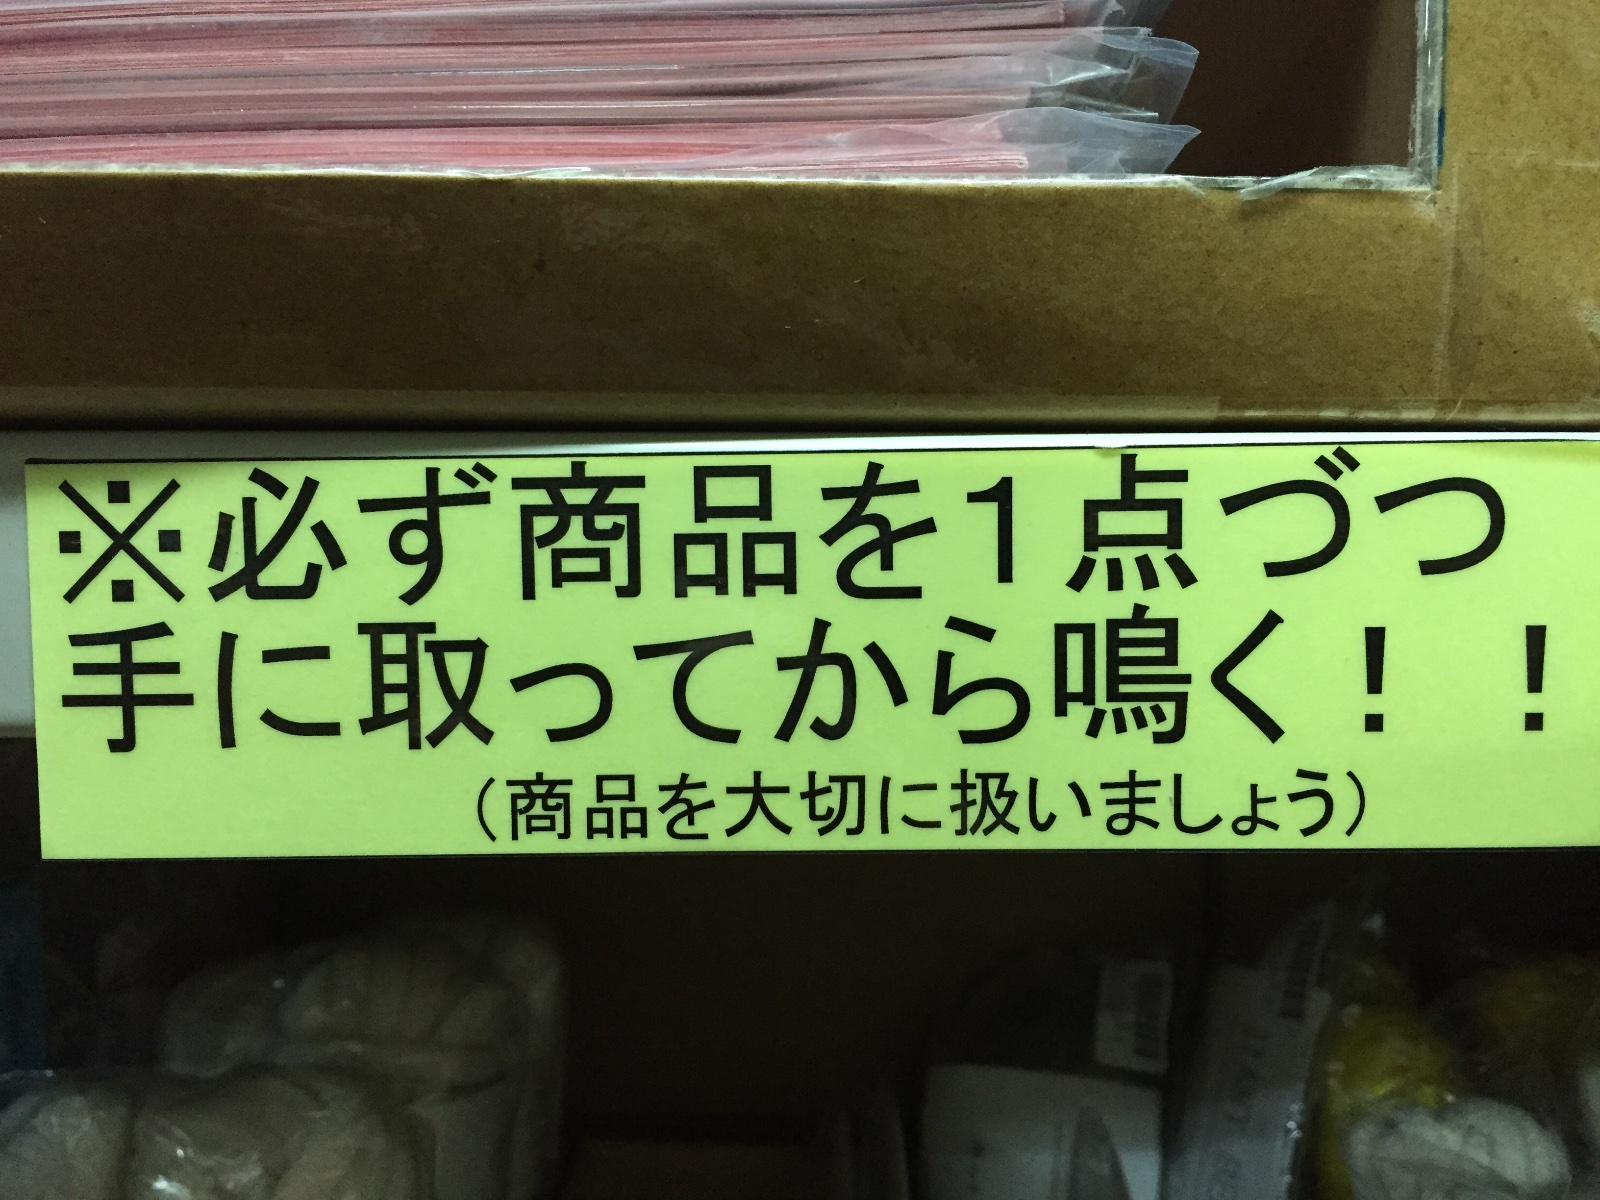 ※必ず商品を１点づつ
手に取ってから鳴く！！
（商品を大切に扱いましょう）